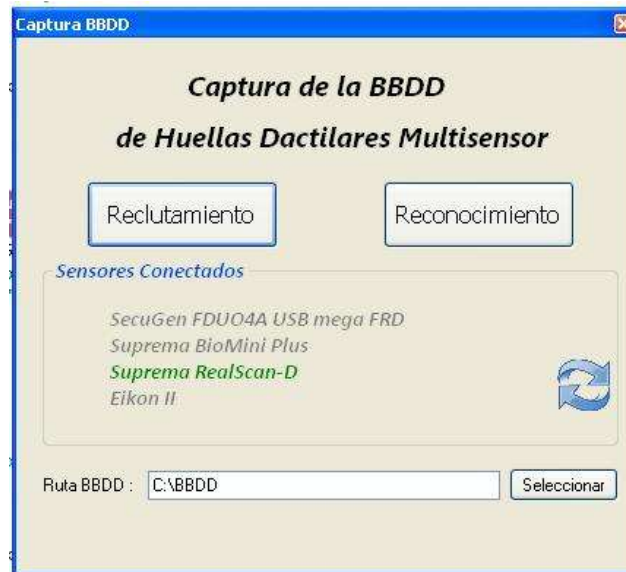 Captura BBDD
Captura de la BBDD
de Huellas Dactilares Multisensor
Reclutamiento
Reconocimiento
Sensores Conectados
SecuGen FDUO4A USB mega FRD
Suprema BioMini Plus
Suprema RealScan-D
Eikon II
Ruta BBDD : C:\BBDD Seleccionar